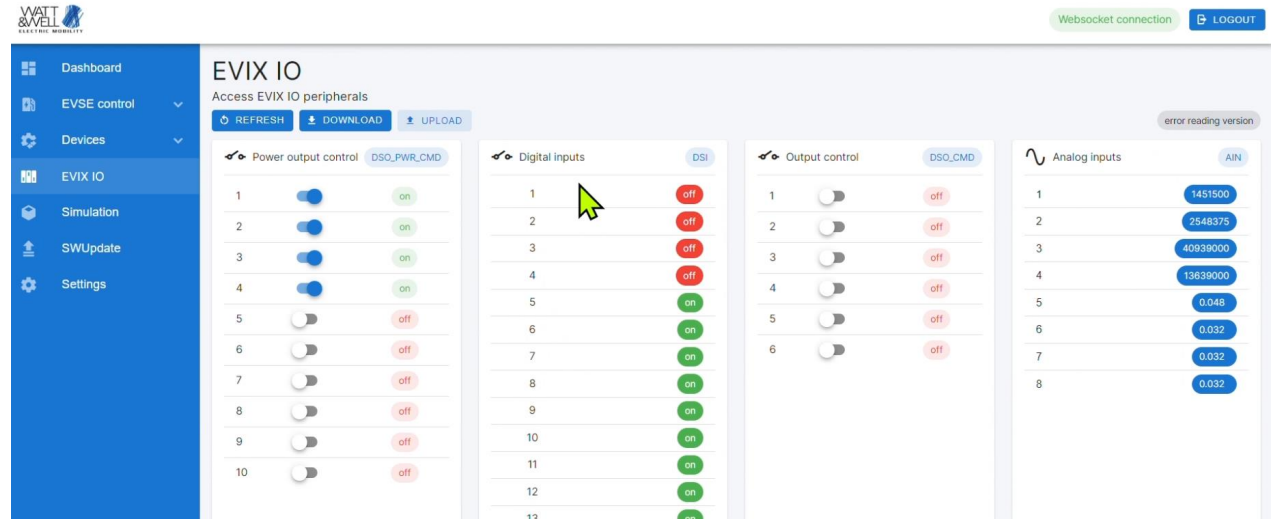 WATT
&WELL
ELECTRIC MOBILITY
Websocket connection
LOGOUT
Dashboard
EVSE control
Devices
EVIX IO
Simulation
SWUpdate
Settings
EVIX IO
Access EVIX IO peripherals
REFRESH DOWNLOAD UPLOAD
error reading version
Power output control DSO_PWR_CMD
1 on
2 on
3 on
4 on
5 off
6 off
7 off
8 off
9 off
10 off
Digital inputs DSI
1 off
2 off
3 off
4 off
5 on
6 on
7 on
8 on
9 on
10 on
11 on
12 on
13 on
Output control DSO_CMD
1 off
2 off
3 off
4 off
5 off
6 off
Analog inputs AIN
1 1451500
2 2548375
3 40939000
4 13639000
5 0.048
6 0.032
7 0.032
8 0.032